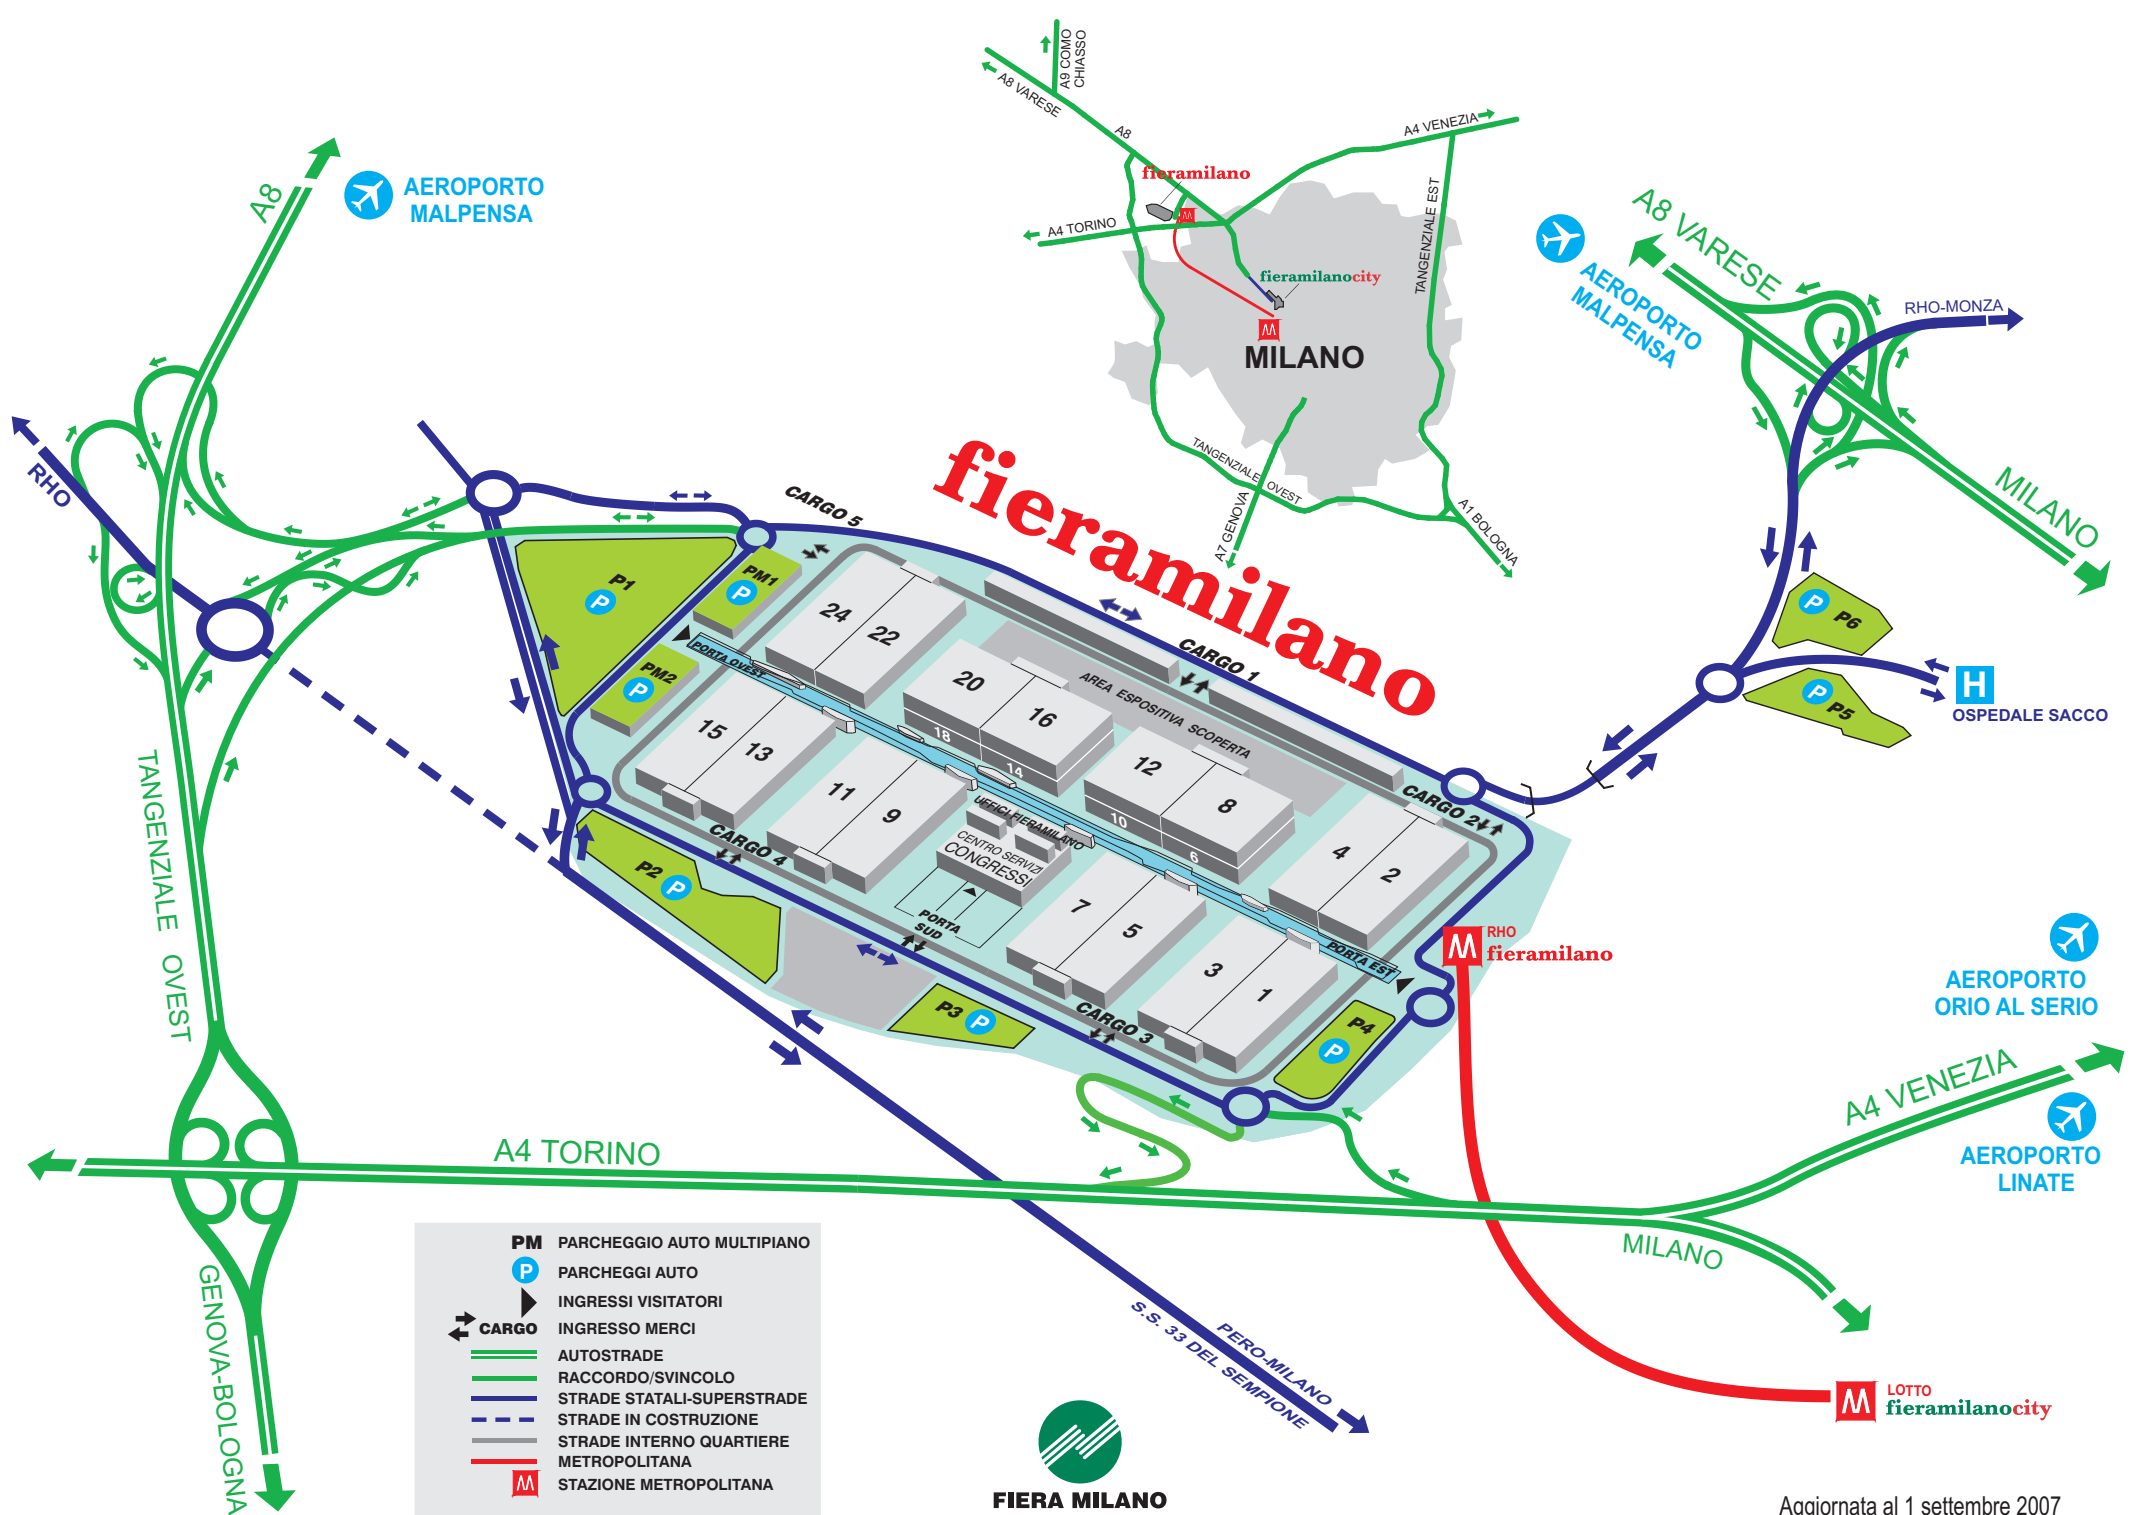 A9 COMO
CHIASSO
A8 VARESE
A8
A4 VENEZIA
fieramilano
A4 TORINO
TANGENZIALE EST
fieramilanocity
M
MILANO
TANGENZIALE OVEST
A7 GENOVA
A1 BOLOGNA
A8
AEROPORTO
MALPENSA
RHO
A8 VARESE
AEROPORTO
MALPENSA
RHO-MONZA
MILANO
fieramilano
CARGO 5
P1
P
PM1
P
PM2
P
PORTA OVEST
24
22
20
18
16
14
15
13
11
9
12
10
8
6
4
2
7
5
3
1
CARGO 1
AREA ESPOSITIVA SCOPERTA
UFFICI FIERAMILANO
CENTRO SERVIZI
CONGRESSI
PORTA
SUD
PORTA EST
CARGO 2
CARGO 4
CARGO 3
P2
P
P3
P
P4
P
P
P6
P
P5
H
OSPEDALE SACCO
M
RHO
fieramilano
AEROPORTO
ORIO AL SERIO
A4 VENEZIA
AEROPORTO
LINATE
MILANO
TANGENZIALE OVEST
A4 TORINO
GENOVA-BOLOGNA
PERO-MILANO
S.S. 33 DEL SEMPIONE
M
LOTTO
fieramilanocity
PM PARCHEGGIO AUTO MULTIPIANO
P PARCHEGGI AUTO
INGRESSI VISITATORI
CARGO INGRESSO MERCI
AUTOSTRADE
RACCORDO/SVINCOLO
STRADE STATALI-SUPERSTRADE
STRADE IN COSTRUZIONE
STRADE INTERNO QUARTIERE
METROPOLITANA
M STAZIONE METROPOLITANA
FIERA MILANO
Aggiornata al 1 settembre 2007